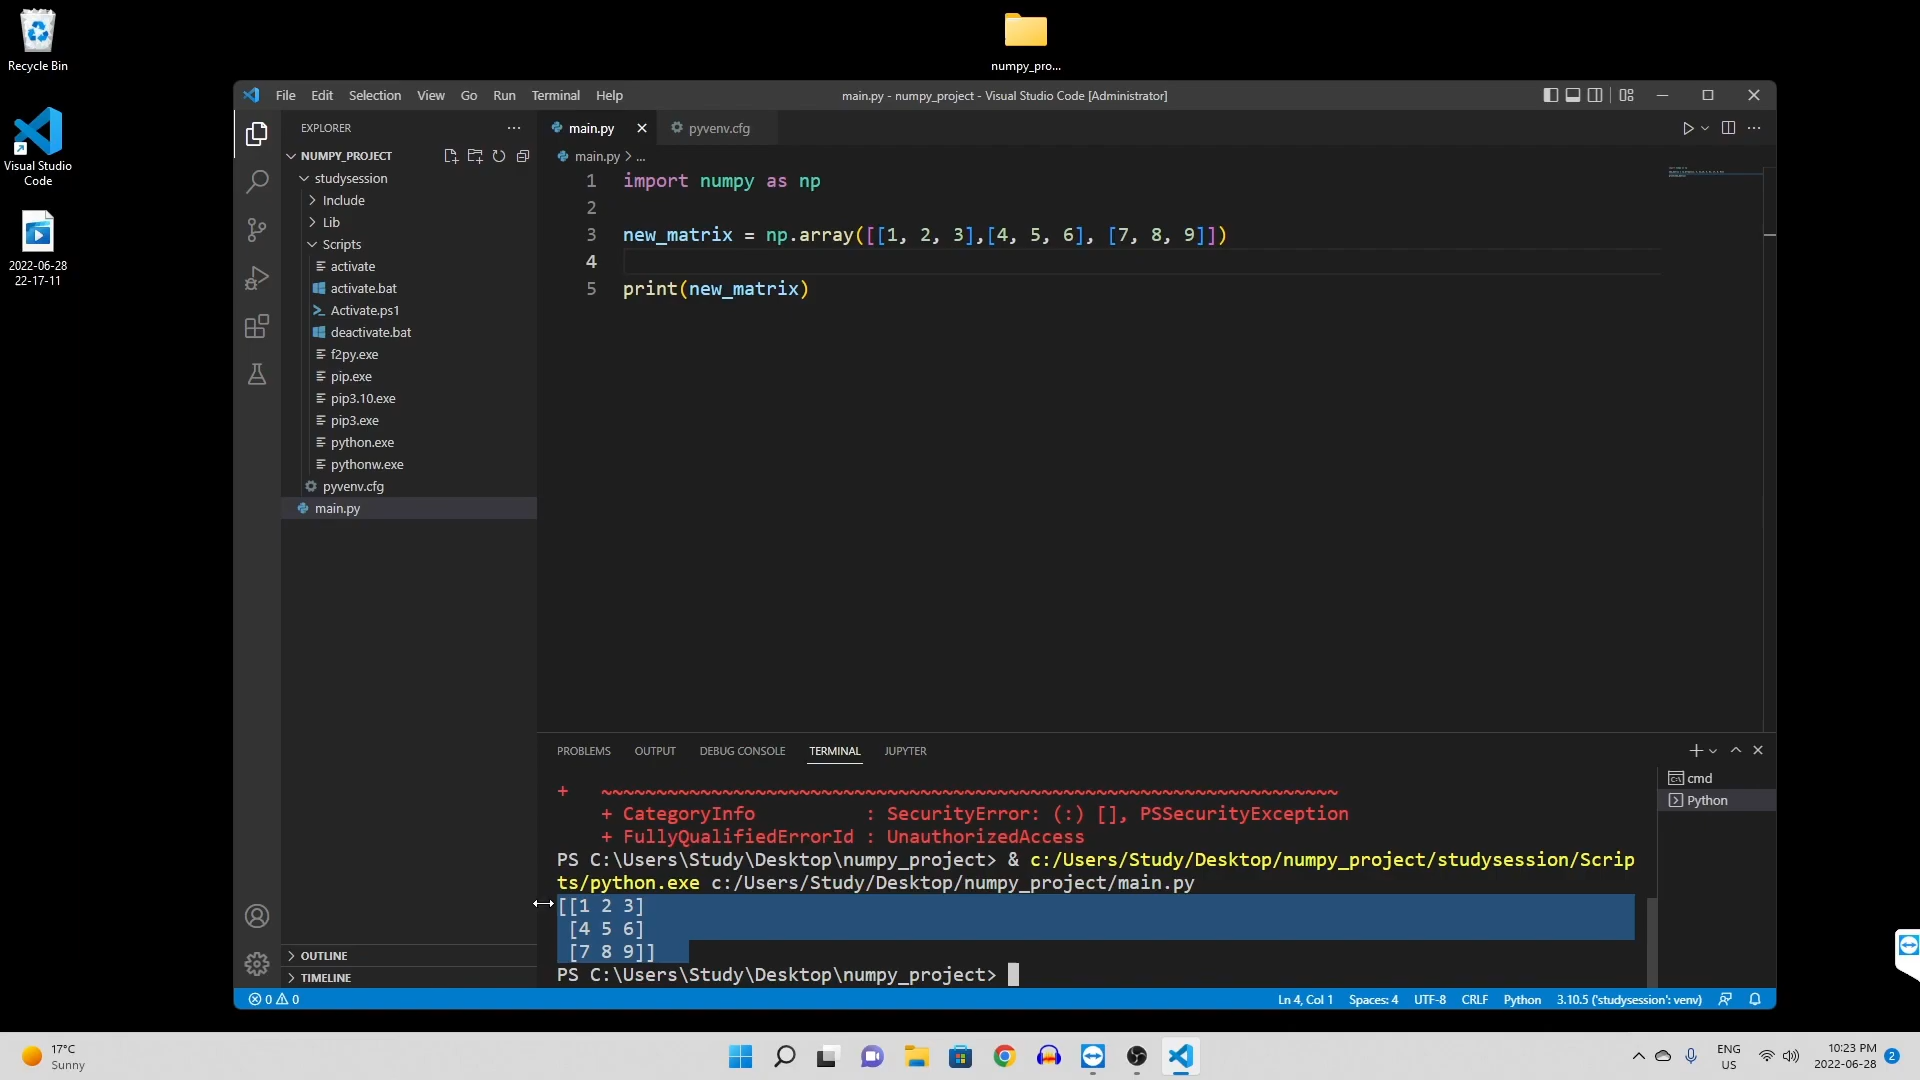 Recycle Bin
Visual Studio
Code
2022-06-28
22-17-11
numpy_pro...
File Edit Selection View Go Run Terminal Help
main.py - numpy_project - Visual Studio Code [Administrator]
EXPLORER
NUMPY_PROJECT
studysession
Include
Lib
Scripts
activate
activate.bat
Activate.ps1
deactivate.bat
f2py.exe
pip.exe
pip3.10.exe
pip3.exe
python.exe
pythonw.exe
pyvenv.cfg
main.py
OUTLINE
TIMELINE
main.py pyvenv.cfg
main.py > ...
1 import numpy as np
2
3 new_matrix = np.array([[1, 2, 3],[4, 5, 6], [7, 8, 9]])
4
5 print(new_matrix)
PROBLEMS OUTPUT DEBUG CONSOLE TERMINAL JUPYTER
cmd
Python
+ ~~~~~~~~~~~~~~~~~~~~~~~~~~~~~~~~~~~~~~~~~~~~~~~~~~~~~~~~~~~~~~~~~~~
+ CategoryInfo : SecurityError: (:) [], PSSecurityException
+ FullyQualifiedErrorId : UnauthorizedAccess
PS C:\Users\Study\Desktop\numpy_project> & c:/Users/Study/Desktop/numpy_project/studysession/Scrip
ts/python.exe c:/Users/Study/Desktop/numpy_project/main.py
[[1 2 3]
[4 5 6]
[7 8 9]]
PS C:\Users\Study\Desktop\numpy_project>
0 0
Ln 4, Col 1 Spaces: 4 UTF-8 CRLF Python 3.10.5 ('studysession': venv)
17°C
Sunny
ENG
US
10:23 PM
2022-06-28
2